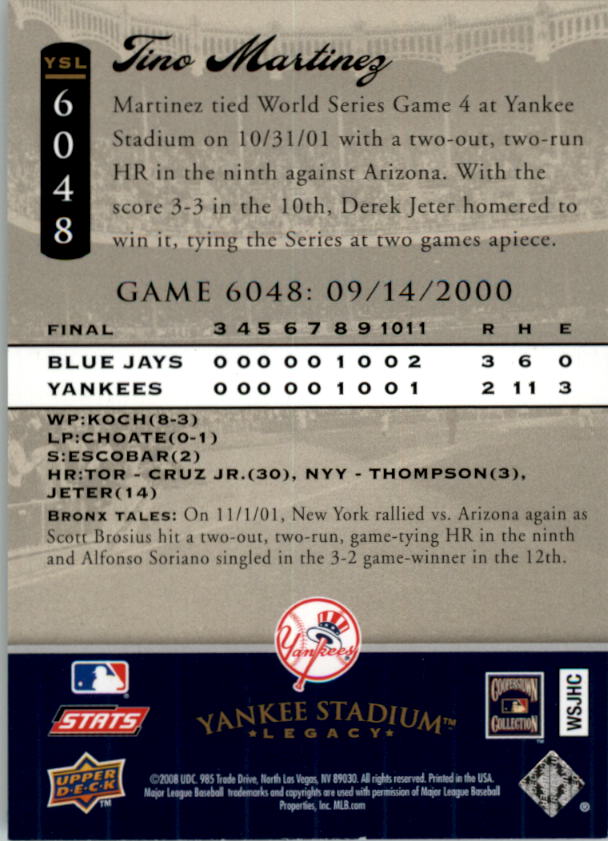 YSL
6
0
4
8
Tino Martinez
Martinez tied World Series Game 4 at Yankee
Stadium on 10/31/01 with a two-out, two-run
HR in the ninth against Arizona. With the
score 3-3 in the 10th, Derek Jeter homered to
win it, tying the Series at two games apiece.
GAME 6048: 09/14/2000
FINAL 3 4 5 6 7 8 9 10 11 R H E
BLUE JAYS 0 0 0 0 0 1 0 0 2 3 6 0
YANKEES 0 0 0 0 0 1 0 0 1 2 11 3
WP:KOCH(8-3)
LP:CHOATE(0-1)
S:ESCOBAR(2)
HR:TOR - CRUZ JR.(30), NYY - THOMPSON(3),
JETER(14)
BRONX TALES: On 11/1/01, New York rallied vs. Arizona again as
Scott Brosius hit a two-out, two-run, game-tying HR in the ninth
and Alfonso Soriano singled in the 3-2 game-winner in the 12th.
Yankees
STATS
YANKEE STADIUM™
LEGACY
COOPERSTOWN
COLLECTION
WSJHC
UPPER
D·E·C·K
™
©2008 UDC. 985 Trade Drive, North Las Vegas, NV 89030. All rights reserved. Printed in the USA.
Major League Baseball trademarks and copyrights are used with permission of Major League Baseball
Properties, Inc. MLB.com
®